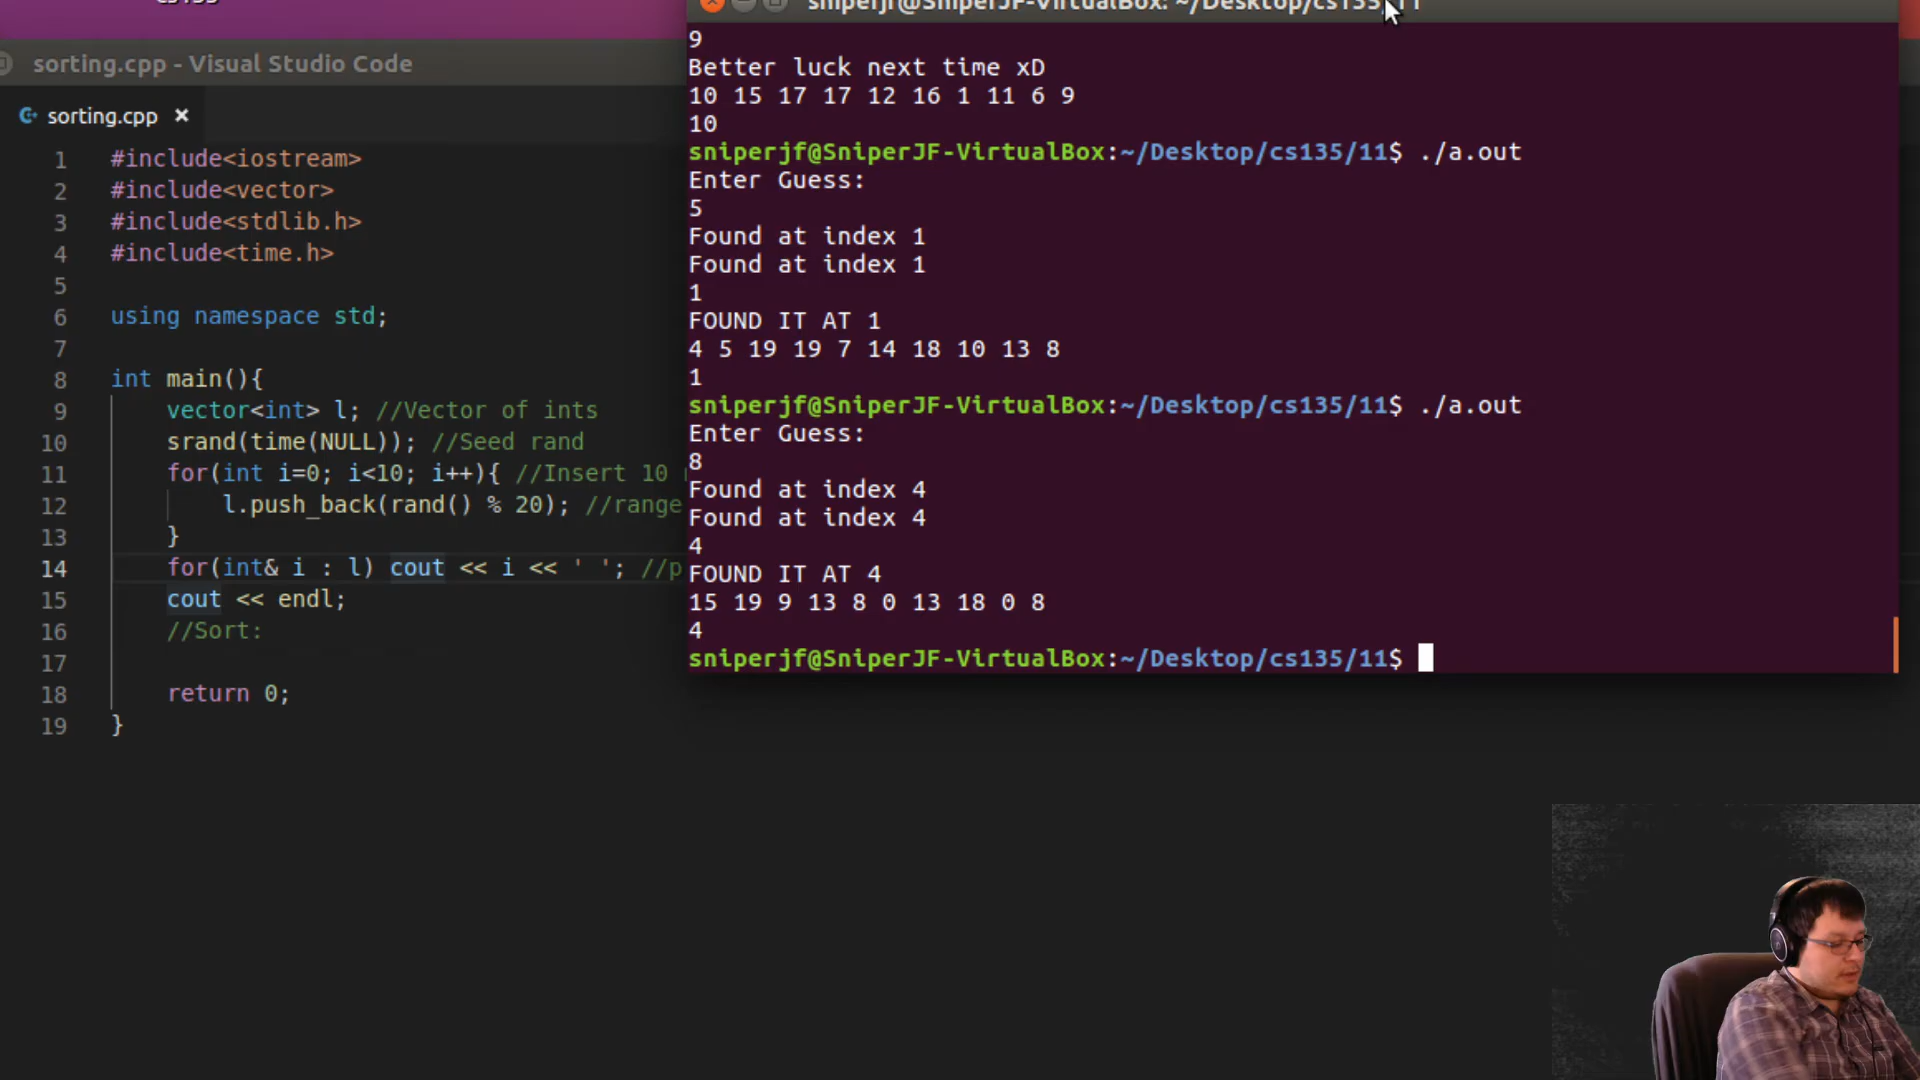 sorting.cpp - Visual Studio Code
sorting.cpp ×
1 #include<iostream>
2 #include<vector>
3 #include<stdlib.h>
4 #include<time.h>
5
6 using namespace std;
7
8 int main(){
9 vector<int> l; //Vector of ints
10 srand(time(NULL)); //Seed rand
11 for(int i=0; i<10; i++){ //Insert 10
12 l.push_back(rand() % 20); //range
13 }
14 for(int& i : l) cout << i << ' '; //p
15 cout << endl;
16 //Sort:
17
18 return 0;
19 }
sniperjf@SniperJF-VirtualBox: ~/Desktop/cs135/11
9
Better luck next time xD
10 15 17 17 12 16 1 11 6 9
10
sniperjf@SniperJF-VirtualBox:~/Desktop/cs135/11$ ./a.out
Enter Guess:
5
Found at index 1
Found at index 1
1
FOUND IT AT 1
4 5 19 19 7 14 18 10 13 8
1
sniperjf@SniperJF-VirtualBox:~/Desktop/cs135/11$ ./a.out
Enter Guess:
8
Found at index 4
Found at index 4
4
FOUND IT AT 4
15 19 9 13 8 0 13 18 0 8
4
sniperjf@SniperJF-VirtualBox:~/Desktop/cs135/11$